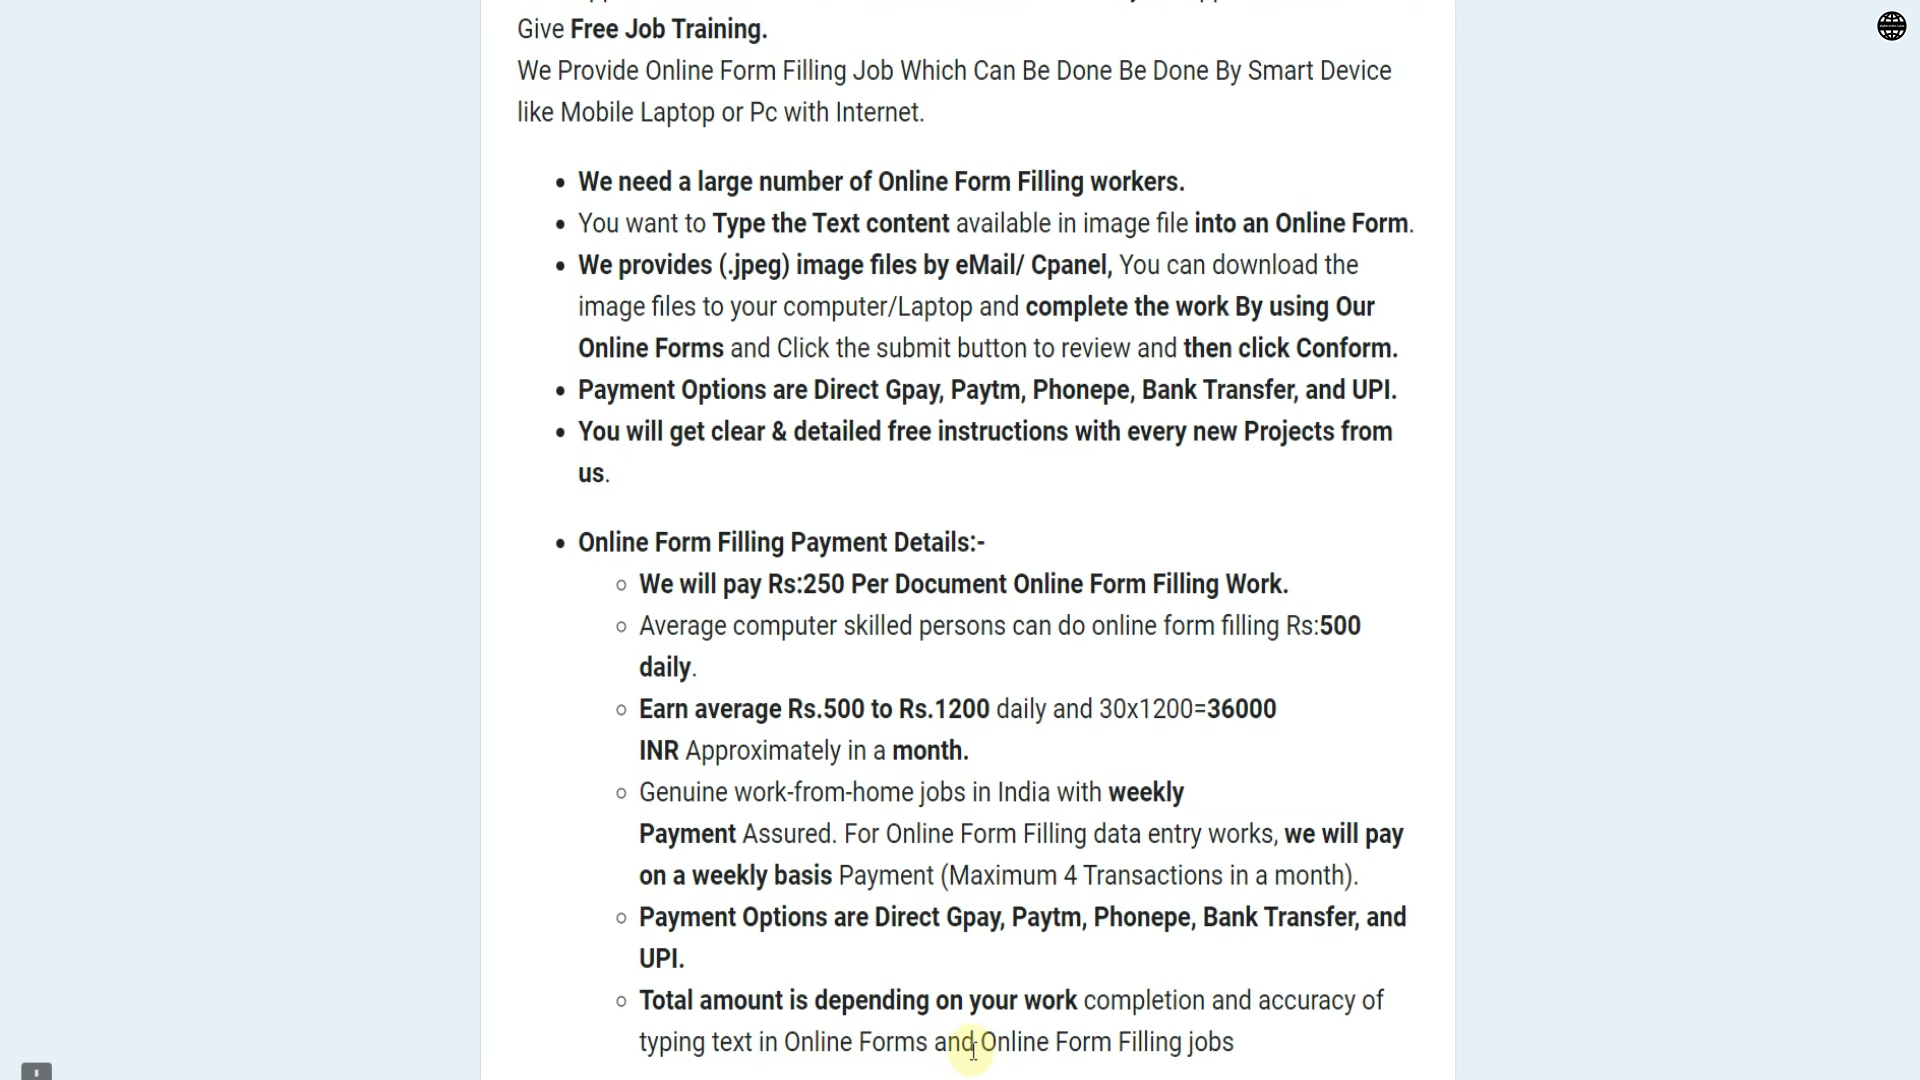 Give Free Job Training.
We Provide Online Form Filling Job Which Can Be Done Be Done By Smart Device
like Mobile Laptop or Pc with Internet.
We need a large number of Online Form Filling workers.
You want to Type the Text content available in image file into an Online Form.
We provides (.jpeg) image files by eMail/ Cpanel, You can download the
image files to your computer/Laptop and complete the work By using Our
Online Forms and Click the submit button to review and then click Conform.
Payment Options are Direct Gpay, Paytm, Phonepe, Bank Transfer, and UPI.
You will get clear & detailed free instructions with every new Projects from
us.
Online Form Filling Payment Details:-
We will pay Rs:250 Per Document Online Form Filling Work.
Average computer skilled persons can do online form filling Rs:500
daily.
Earn average Rs.500 to Rs.1200 daily and 30x1200=36000
INR Approximately in a month.
Genuine work-from-home jobs in India with weekly
Payment Assured. For Online Form Filling data entry works, we will pay
on a weekly basis Payment (Maximum 4 Transactions in a month).
Payment Options are Direct Gpay, Paytm, Phonepe, Bank Transfer, and
UPI.
Total amount is depending on your work completion and accuracy of
typing text in Online Forms and Online Form Filling jobs